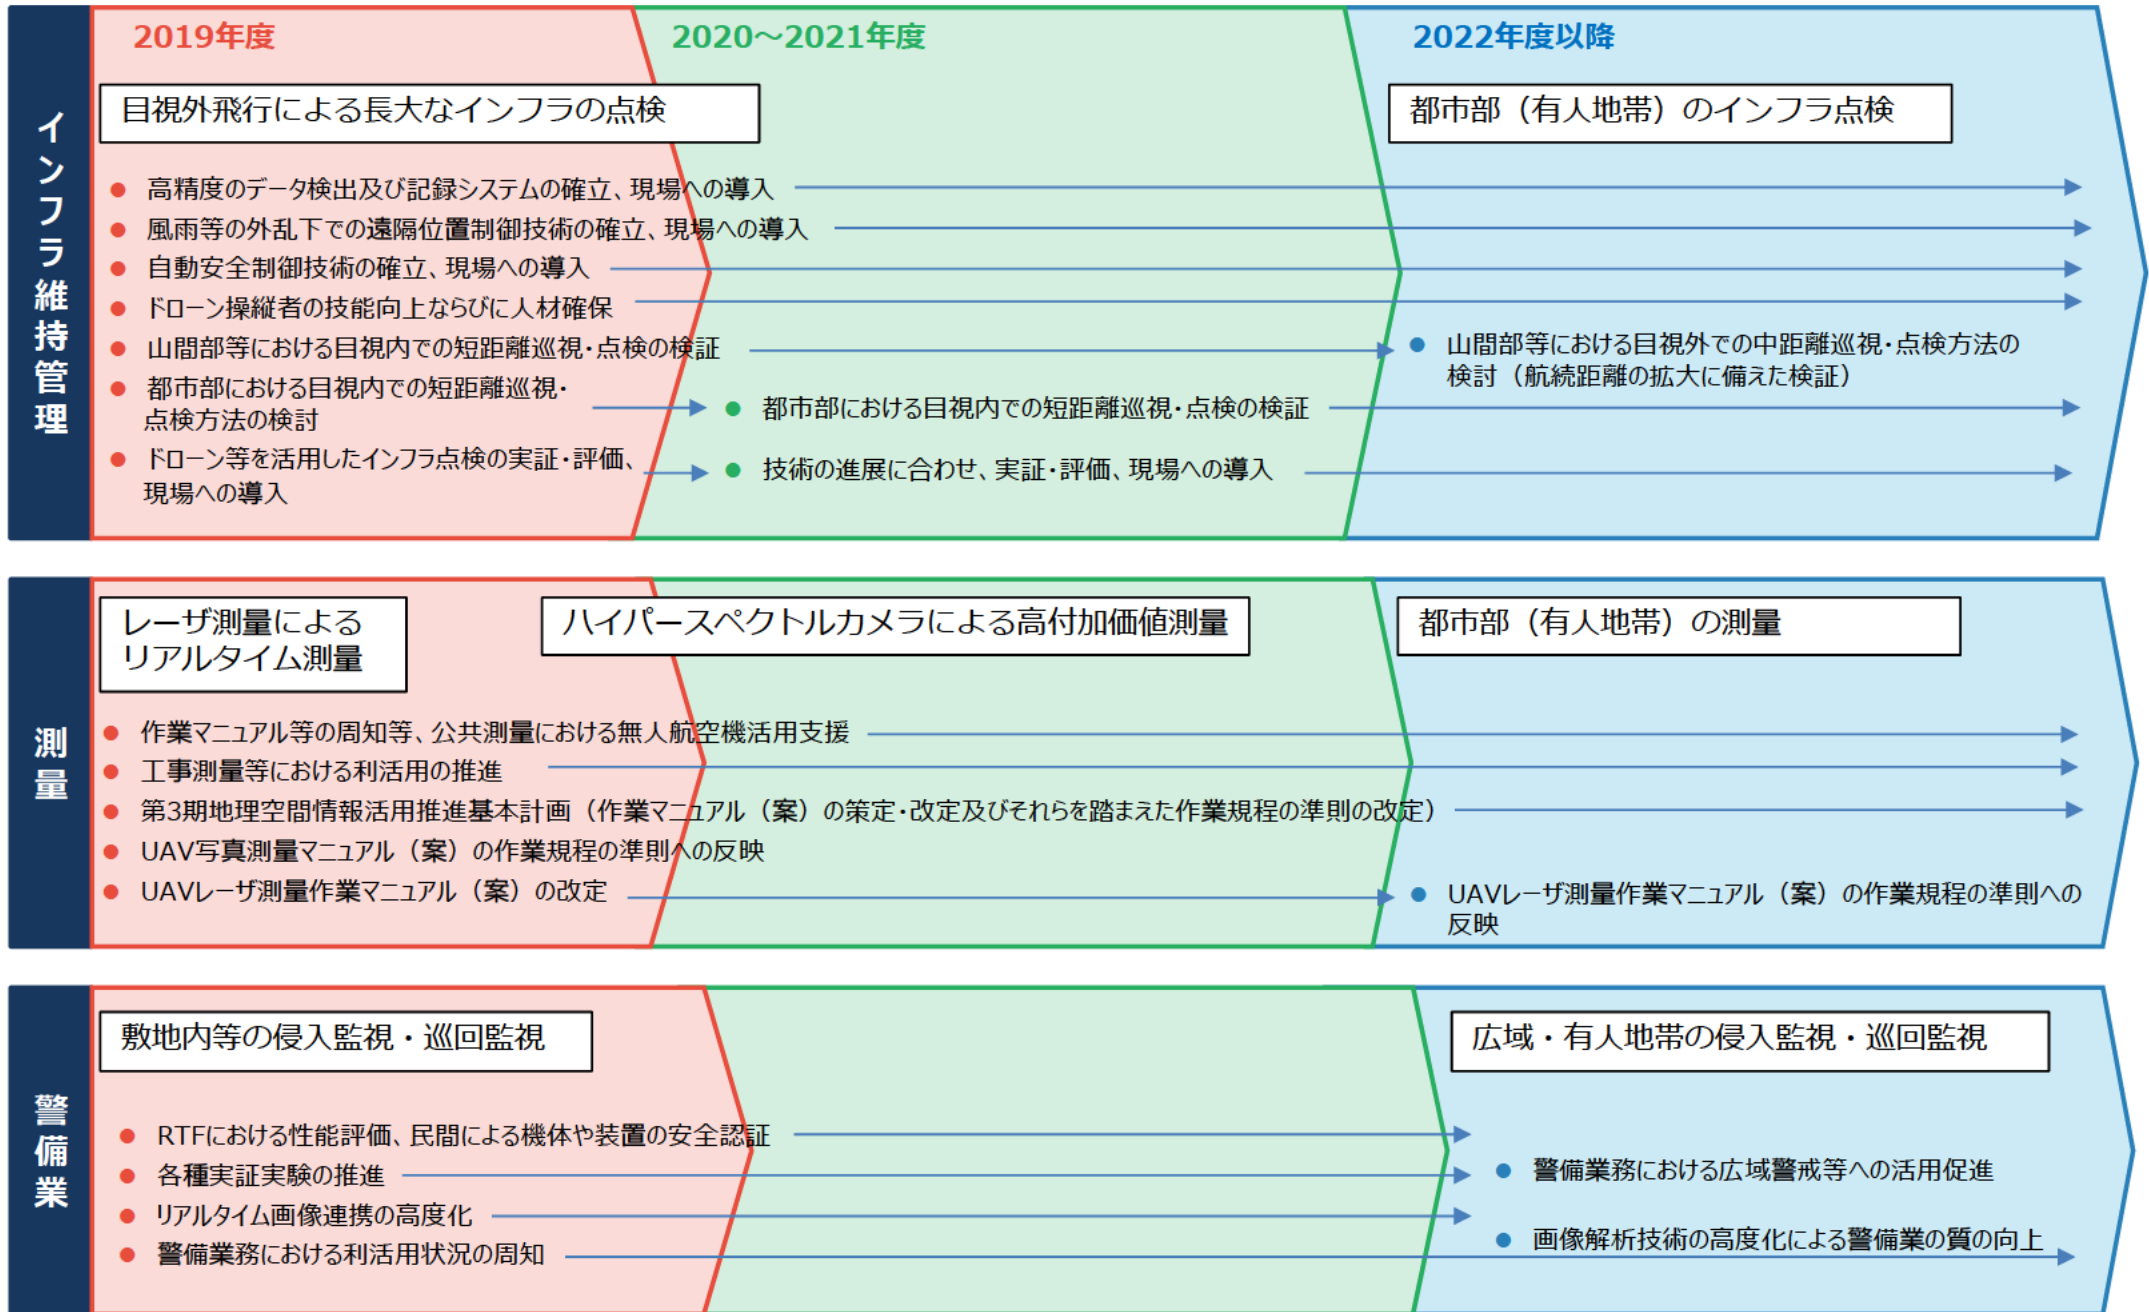 2019年度
2020～2021年度
2022年度以降
インフラ維持管理
目視外飛行による長大なインフラの点検
都市部（有人地帯）のインフラ点検
● 高精度のデータ検出及び記録システムの確立、現場への導入
● 風雨等の外乱下での遠隔位置制御技術の確立、現場への導入
● 自動安全制御技術の確立、現場への導入
● ドローン操縦者の技能向上ならびに人材確保
● 山間部等における目視内での短距離巡視・点検の検証
● 山間部等における目視外での中距離巡視・点検方法の
検討（航続距離の拡大に備えた検証）
● 都市部における目視内での短距離巡視・
点検方法の検討
● 都市部における目視内での短距離巡視・点検の検証
● ドローン等を活用したインフラ点検の実証・評価、
現場への導入
● 技術の進展に合わせ、実証・評価、現場への導入
測量
レーザ測量による
リアルタイム測量
ハイパースペクトルカメラによる高付加価値測量
都市部（有人地帯）の測量
● 作業マニュアル等の周知等、公共測量における無人航空機活用支援
● 工事測量等における利活用の推進
● 第3期地理空間情報活用推進基本計画（作業マニュアル（案）の策定・改定及びそれらを踏まえた作業規程の準則の改定）
● UAV写真測量マニュアル（案）の作業規程の準則への反映
● UAVレーザ測量作業マニュアル（案）の改定
● UAVレーザ測量作業マニュアル（案）の作業規程の準則への
反映
警備業
敷地内等の侵入監視・巡回監視
広域・有人地帯の侵入監視・巡回監視
● RTFにおける性能評価、民間による機体や装置の安全認証
● 各種実証実験の推進
● リアルタイム画像連携の高度化
● 警備業務における利活用状況の周知
● 警備業務における広域警戒等への活用促進
● 画像解析技術の高度化による警備業の質の向上